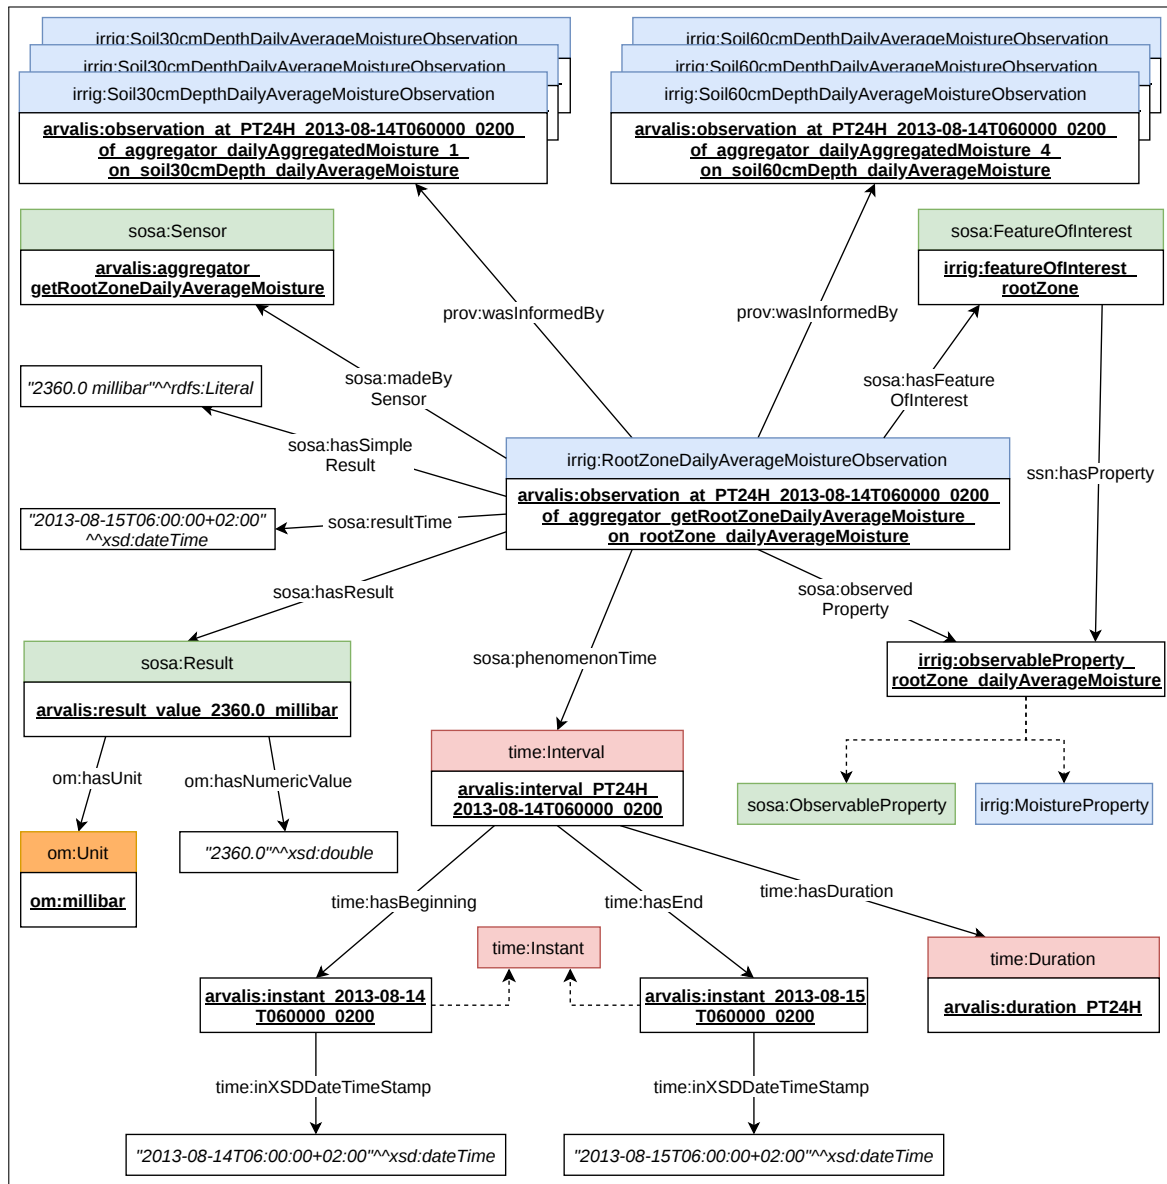 irrig:Soil30cmDepthDailyAverageMoistureObservation
irrig:Soil30cmDepthDailyAverageMoistureObservation
irrig:Soil30cmDepthDailyAverageMoistureObservation
arvalis:observation_at_PT24H_2013-08-14T060000_0200_
of_aggregator_dailyAggregatedMoisture_1_
on_soil30cmDepth_dailyAverageMoisture
irrig:Soil60cmDepthDailyAverageMoistureObservation
irrig:Soil60cmDepthDailyAverageMoistureObservation
irrig:Soil60cmDepthDailyAverageMoistureObservation
arvalis:observation_at_PT24H_2013-08-14T060000_0200_
of_aggregator_dailyAggregatedMoisture_4_
on_soil60cmDepth_dailyAverageMoisture
sosa:Sensor
arvalis:aggregator_
getRootZoneDailyAverageMoisture
sosa:FeatureOfInterest
irrig:featureOfInterest_
rootZone
prov:wasInformedBy
prov:wasInformedBy
sosa:madeBy
Sensor
sosa:hasFeature
OfInterest
"2360.0 millibar"^^rdfs:Literal
sosa:hasSimple
Result
irrig:RootZoneDailyAverageMoistureObservation
arvalis:observation_at_PT24H_2013-08-14T060000_0200_
of_aggregator_getRootZoneDailyAverageMoisture_
on_rootZone_dailyAverageMoisture
ssn:hasProperty
"2013-08-15T06:00:00+02:00"
^^xsd:dateTime
sosa:resultTime
sosa:hasResult
sosa:observed
Property
sosa:phenomenonTime
sosa:Result
arvalis:result_value_2360.0_millibar
irrig:observableProperty_
rootZone_dailyAverageMoisture
om:hasUnit
om:hasNumericValue
time:Interval
arvalis:interval_PT24H_
2013-08-14T060000_0200
sosa:ObservableProperty
irrig:MoistureProperty
om:Unit
om:millibar
"2360.0"^^xsd:double
time:hasBeginning
time:hasEnd
time:hasDuration
time:Instant
time:Duration
arvalis:duration_PT24H
arvalis:instant_2013-08-14
T060000_0200
arvalis:instant_2013-08-15
T060000_0200
time:inXSDDateTimeStamp
time:inXSDDateTimeStamp
"2013-08-14T06:00:00+02:00"^^xsd:dateTime
"2013-08-15T06:00:00+02:00"^^xsd:dateTime